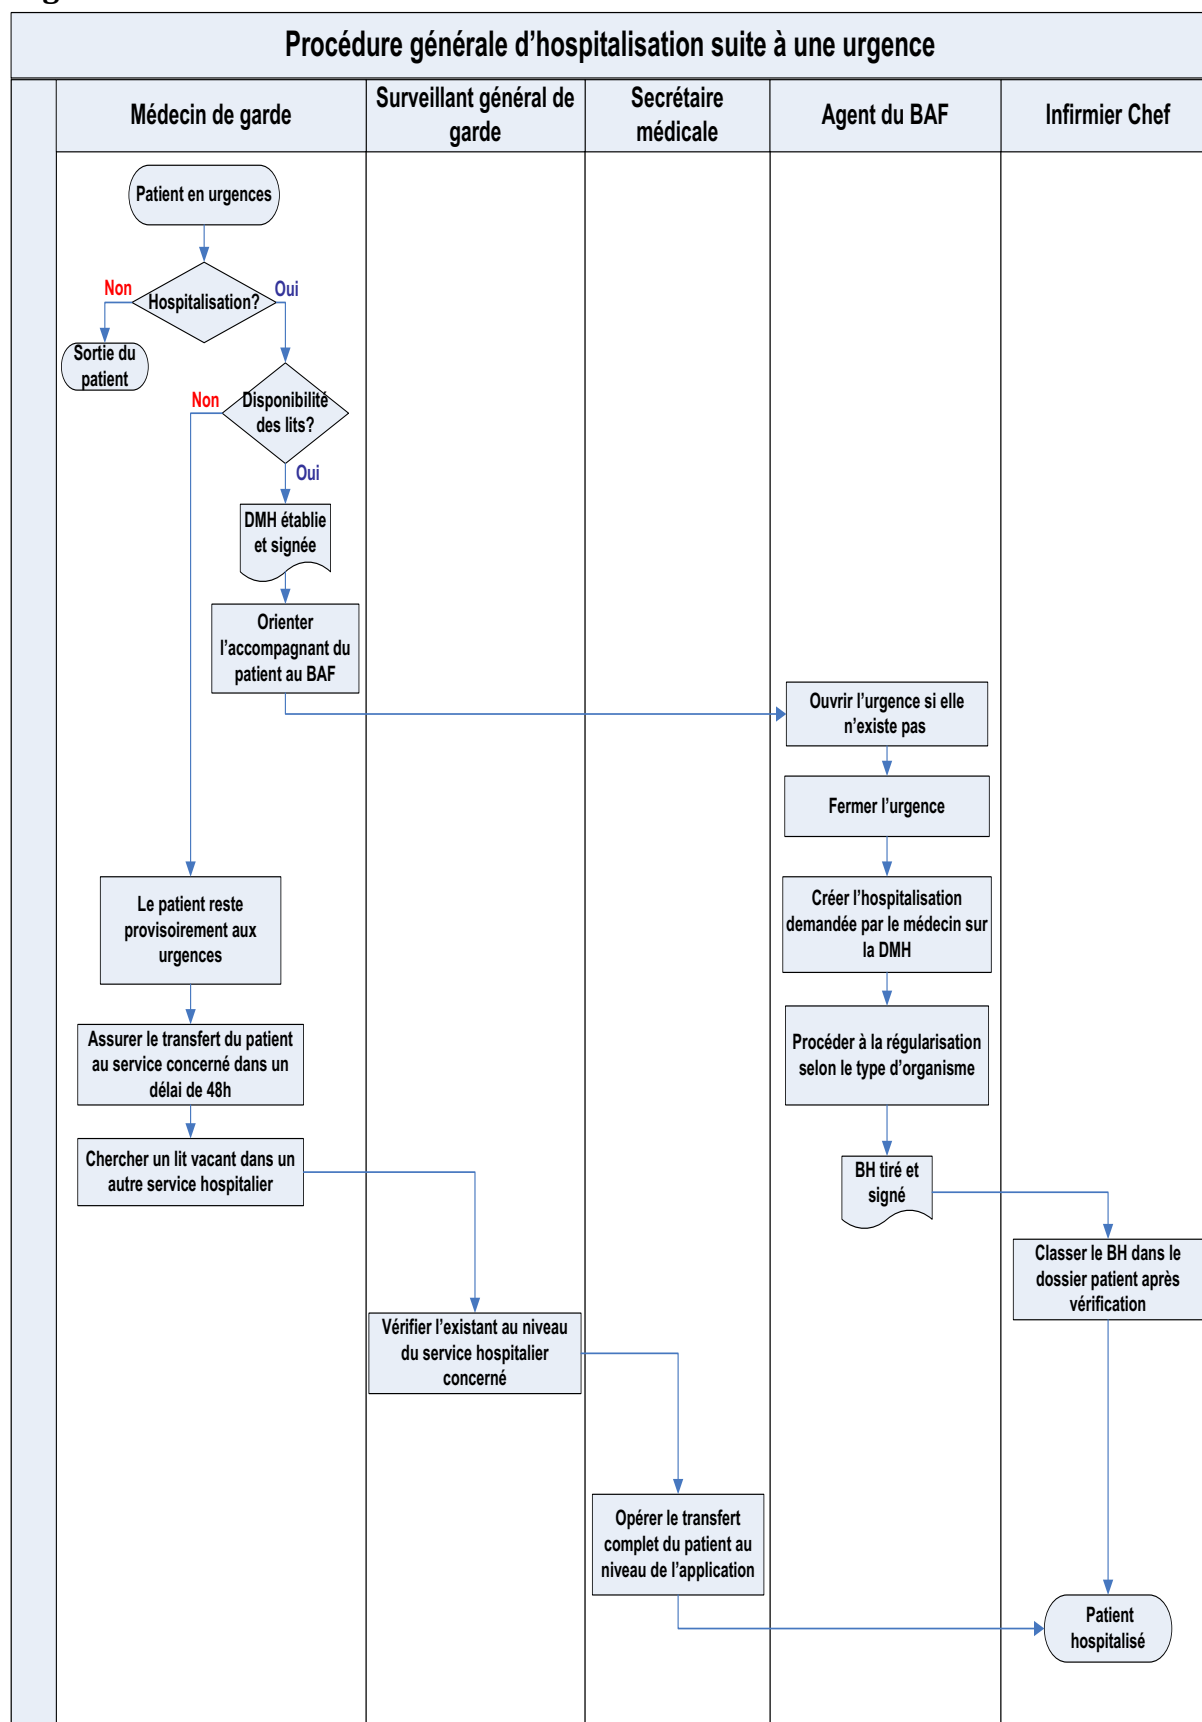 Procédure générale d’hospitalisation suite à une urgence
Médecin de garde
Surveillant général de
garde
Secrétaire
médicale
Agent du BAF
Infirmier Chef
Patient en urgences
Non
Hospitalisation?
Oui
Sortie du
patient
Non
Disponibilité
des lits?
Oui
DMH établie
et signée
Orienter
l’accompagnant du
patient au BAF
Ouvrir l’urgence si elle
n’existe pas
Fermer l’urgence
Le patient reste
provisoirement aux
urgences
Créer l’hospitalisation
demandée par le médecin sur
la DMH
Assurer le transfert du patient
au service concerné dans un
délai de 48h
Procéder à la régularisation
selon le type d’organisme
Chercher un lit vacant dans un
autre service hospitalier
BH tiré et
signé
Classer le BH dans le
dossier patient après
vérification
Vérifier l’existant au niveau
du service hospitalier
concerné
Opérer le transfert
complet du patient au
niveau de l’application
Patient
hospitalisé